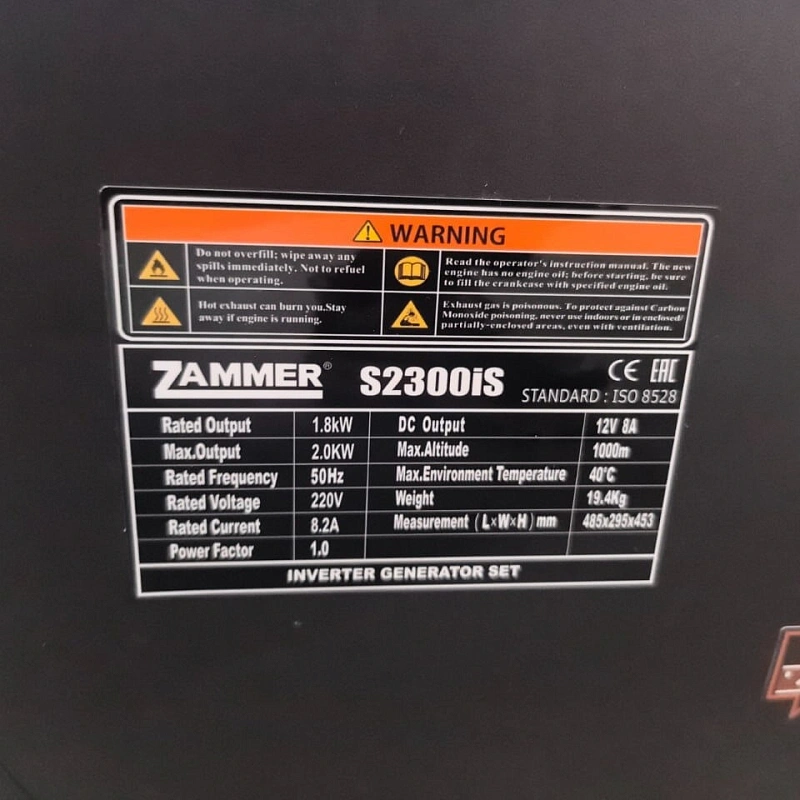 WARNING
Do not overfill; wipe away any
spills immediately. Not to refuel
when operating.
Read the operator's instruction manual. The new
engine has no engine oil; before starting, be sure
to fill the crankcase with specified engine oil.
Hot exhaust can burn you.Stay
away if engine is running.
Exhaust gas is poisonous. To protect against Carbon
Monoxide poisoning, never use indoors or in enclosed/
partially-enclosed areas, even with ventilation.
ZAMMER® S2300iS CE EAC
STANDARD : ISO 8528
Rated Output 1.8kW DC Output 12V 8A
Max.Output 2.0KW Max.Altitude 1000m
Rated Frequency 50Hz Max.Environment Temperature 40°C
Rated Voltage 220V Weight 19.4Kg
Rated Current 8.2A Measurement (L×W×H) mm 485x295x453
Power Factor 1.0
INVERTER GENERATOR SET